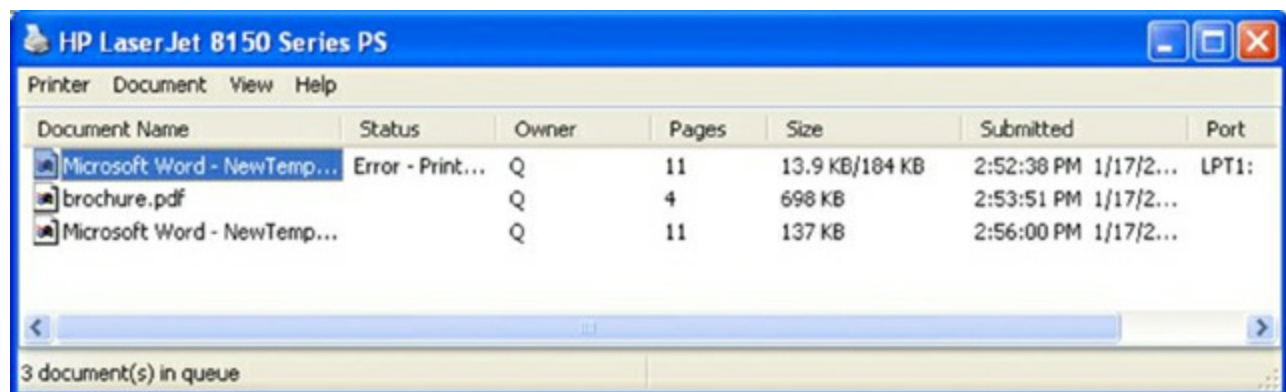 HP LaserJet 8150 Series PS
Printer Document View Help
Document Name Status Owner Pages Size Submitted Port
Microsoft Word - NewTemp... Error - Print... Q 11 13.9 KB/184 KB 2:52:38 PM 1/17/2... LPT1:
brochure.pdf Q 4 698 KB 2:53:51 PM 1/17/2...
Microsoft Word - NewTemp... Q 11 137 KB 2:56:00 PM 1/17/2...
3 document(s) in queue